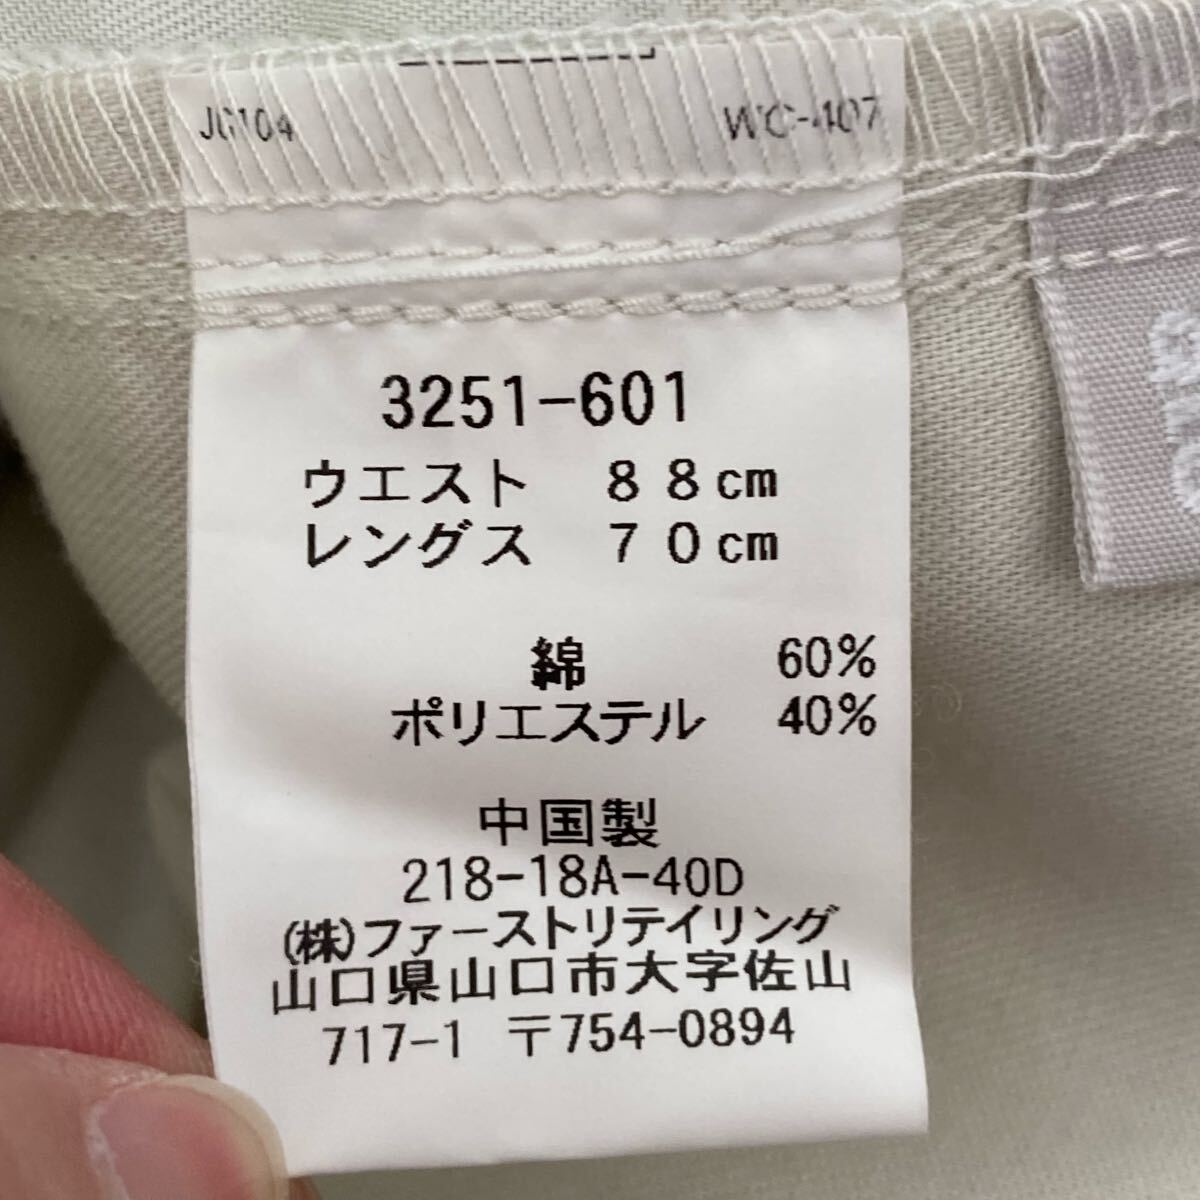 JC104 WC-407
3251-601
ウエスト ８８cm
レングス ７０cm
綿 60%
ポリエステル 40%
中国製
218-18A-40D
(株)ファーストリテイリング
山口県山口市大字佐山
717-1 〒754-0894